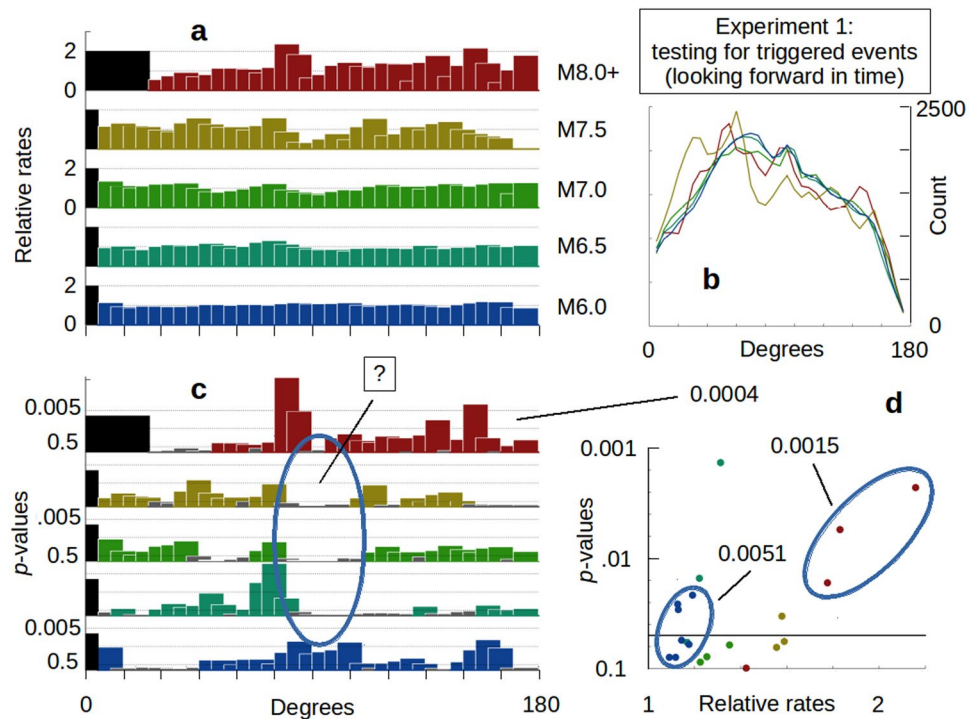 a
Experiment 1:
testing for triggered events
(looking forward in time)
Relative rates
2
0
M8.0+
M7.5
2
0
M7.0
M6.5
2
0
M6.0
b
2500
Count
0
0
Degrees
180
c
?
0.0004
p-values
0.005
0.5
.005
0.5
0.005
0.5
0
Degrees
180
d
0.0015
0.0051
p-values
0.001
.01
0.1
1
Relative rates
2